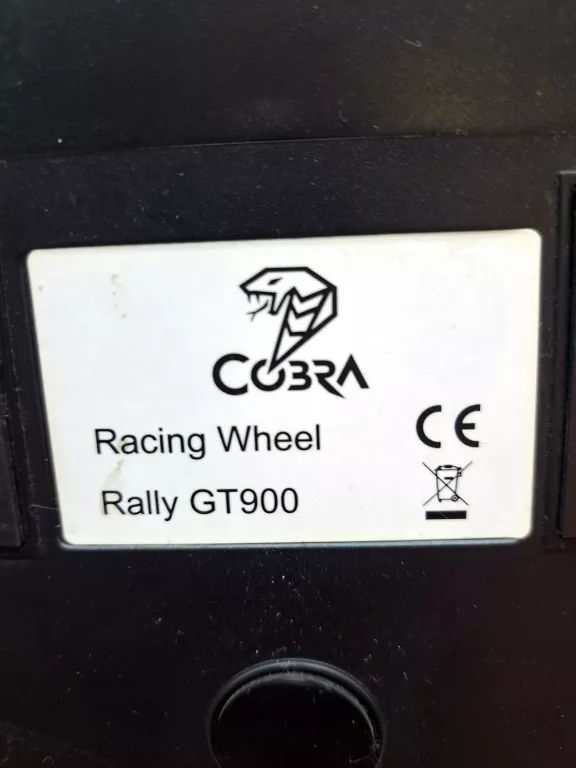 COBRA
Racing Wheel
CE
Rally GT900